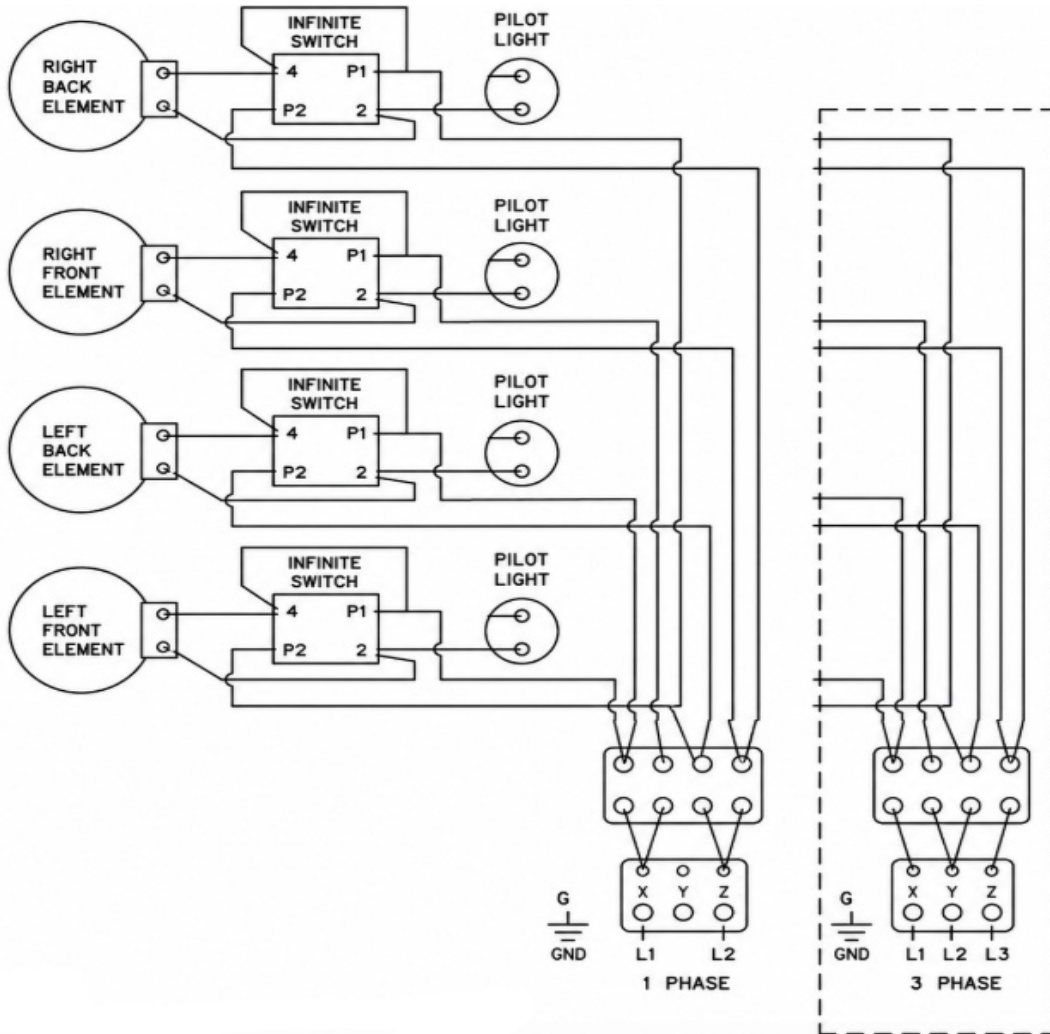 RIGHT
BACK
ELEMENT
INFINITE
SWITCH
4 P1
P2 2
PILOT
LIGHT
RIGHT
FRONT
ELEMENT
INFINITE
SWITCH
4 P1
P2 2
PILOT
LIGHT
LEFT
BACK
ELEMENT
INFINITE
SWITCH
4 P1
P2 2
PILOT
LIGHT
LEFT
FRONT
ELEMENT
INFINITE
SWITCH
4 P1
P2 2
PILOT
LIGHT
X Y Z
G
GND
L1 L2
1 PHASE
X Y Z
G
GND
L1 L2 L3
3 PHASE